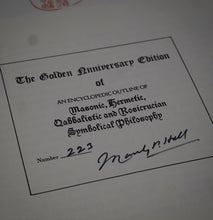 The Golden Anniversary Edition
of
AN ENCYCLOPEDIC OUTLINE OF
Masonic, Hermetic,
Qabbalistic and Rosicrucian
Symbolical Philosophy
Number 223
Manly P. Hall